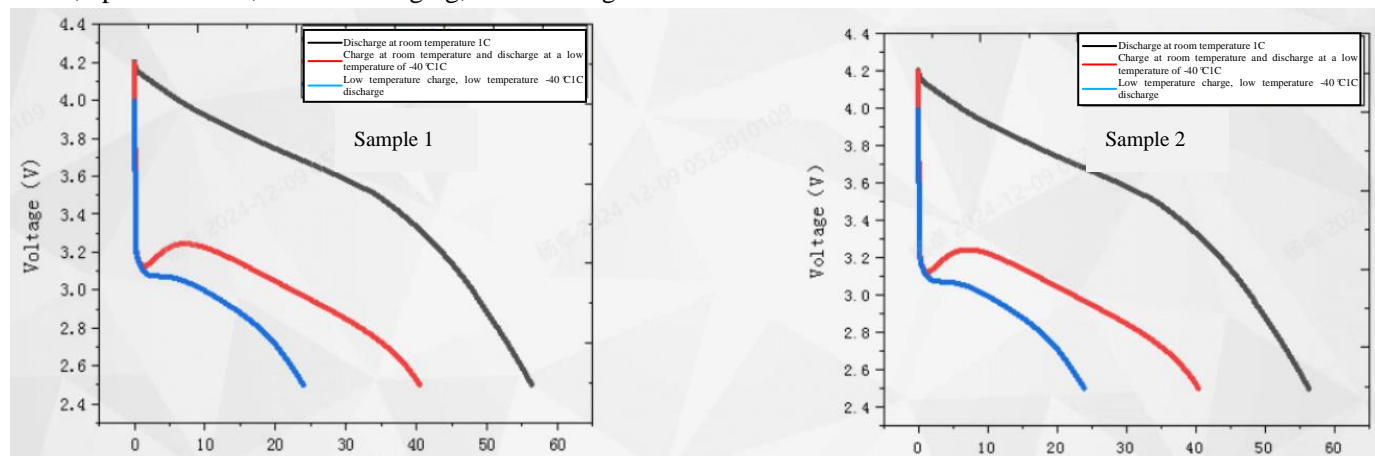 4.4
4.2
4.0
3.8
3.6
3.4
3.2
3.0
2.8
2.6
2.4
Voltage (V)
Discharge at room temperature 1C
Charge at room temperature and discharge at a low
temperature of -40 ℃1C
Low temperature charge, low temperature -40 ℃1C
discharge
Sample 1
0 10 20 30 40 50 60
4.4
4.2
4.0
3.8
3.6
3.4
3.2
3.0
2.8
2.6
2.4
Voltage (V)
Discharge at room temperature 1C
Charge at room temperature and discharge at a low
temperature of -40 ℃1C
Low temperature charge, low temperature -40 ℃1C
discharge
Sample 2
0 10 20 30 40 50 60
2024-12-09 0523010109